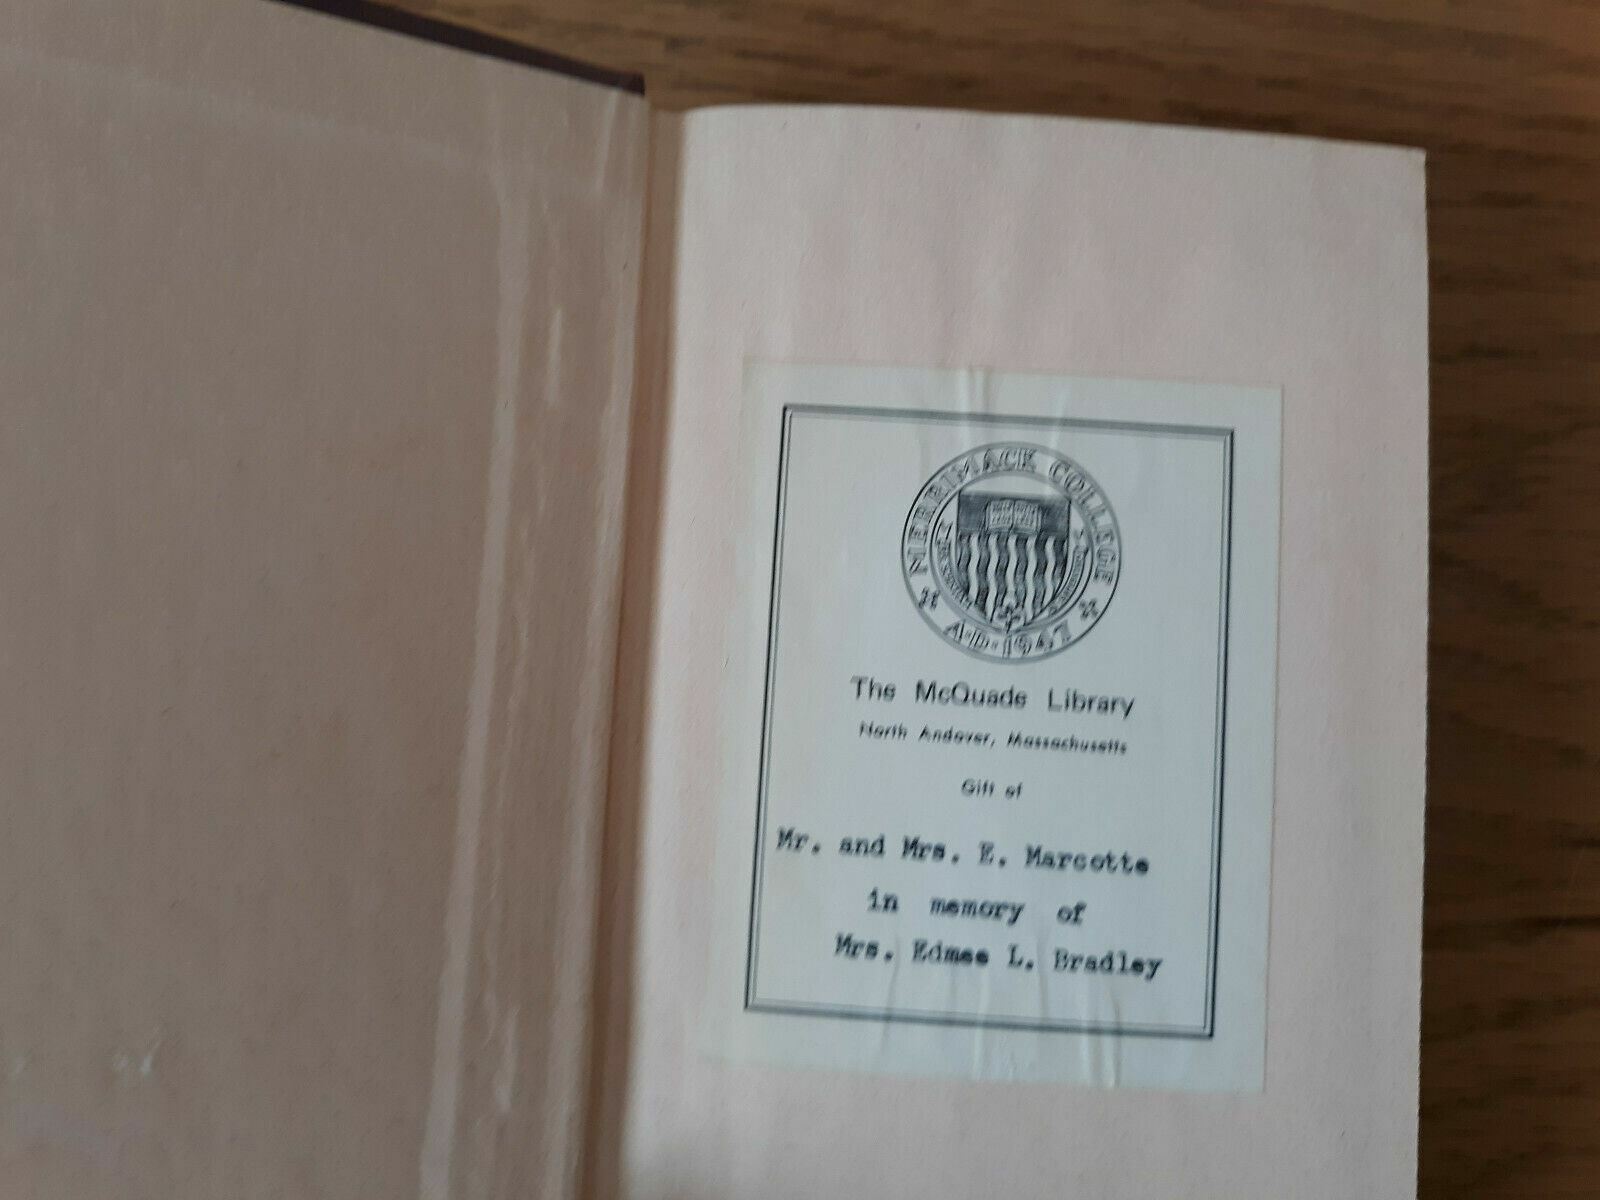 MERRIMACK COLLEGE
A·D·1947
The McQuade Library
North Andover, Massachusetts
Gift of
Mr. and Mrs. E. Marcotte
in memory of
Mrs. Edmee L. Bradley